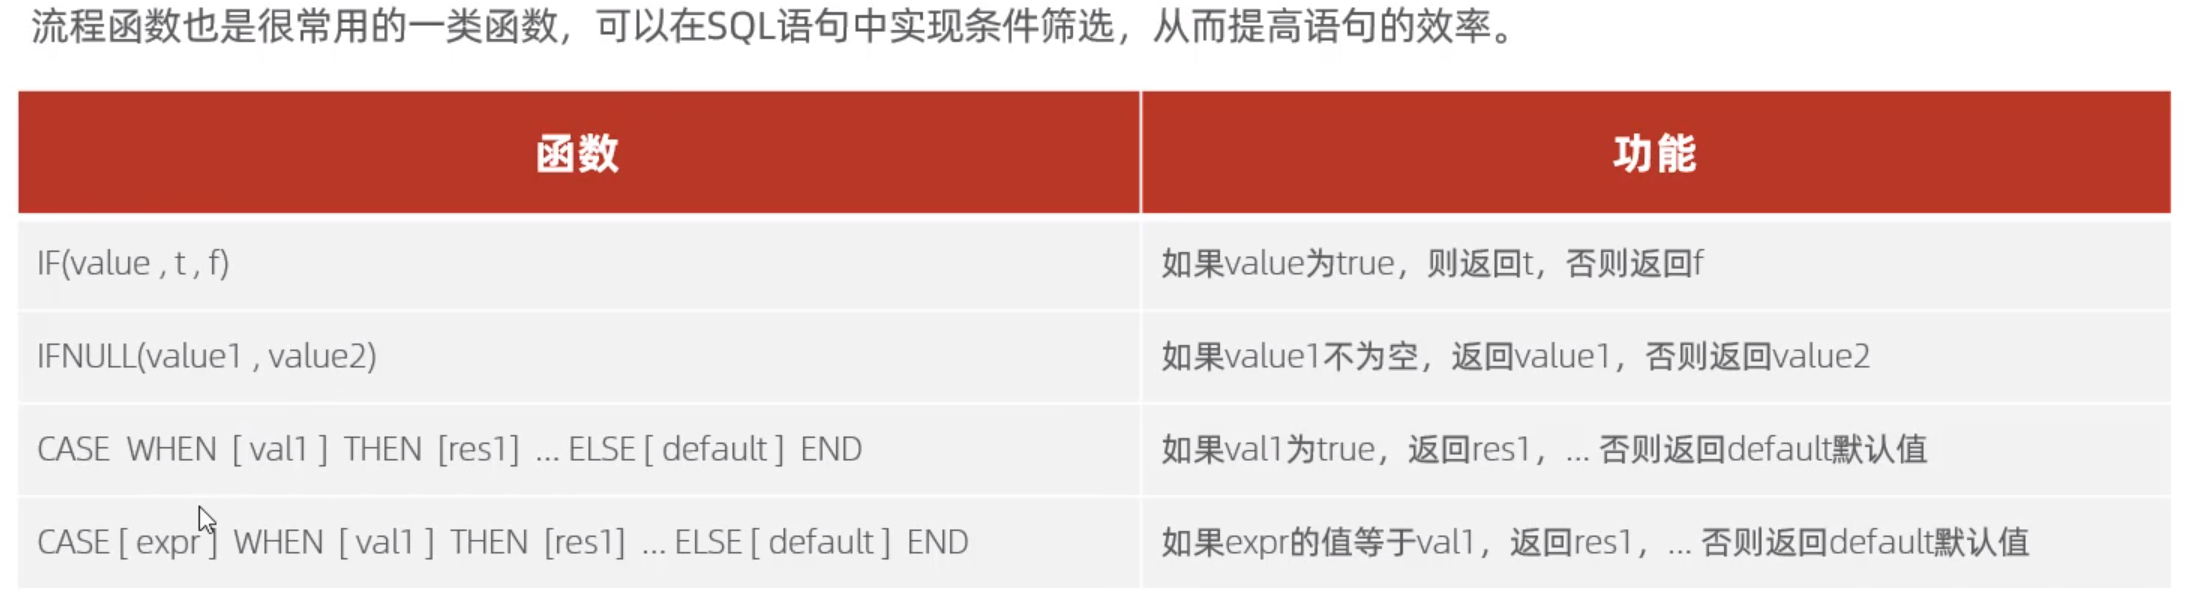 流程函数也是很常用的一类函数，可以在SQL语句中实现条件筛选，从而提高语句的效率。
函数 功能
IF(value , t , f) 如果value为true，则返回t，否则返回f
IFNULL(value1 , value2) 如果value1不为空，返回value1，否则返回value2
CASE WHEN [ val1 ] THEN [res1] ... ELSE [ default ] END 如果val1为true，返回res1，... 否则返回default默认值
CASE [ expr ] WHEN [ val1 ] THEN [res1] ... ELSE [ default ] END 如果expr的值等于val1，返回res1，... 否则返回default默认值